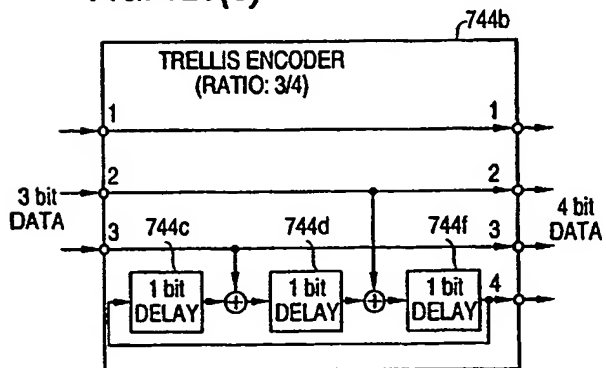 744b
TRELLIS ENCODER
(RATIO: 3/4)
1 1
2 2
3 bit
DATA
3 3
4 bit
DATA
744c 744d 744f
4
1 bit
DELAY
1 bit
DELAY
1 bit
DELAY